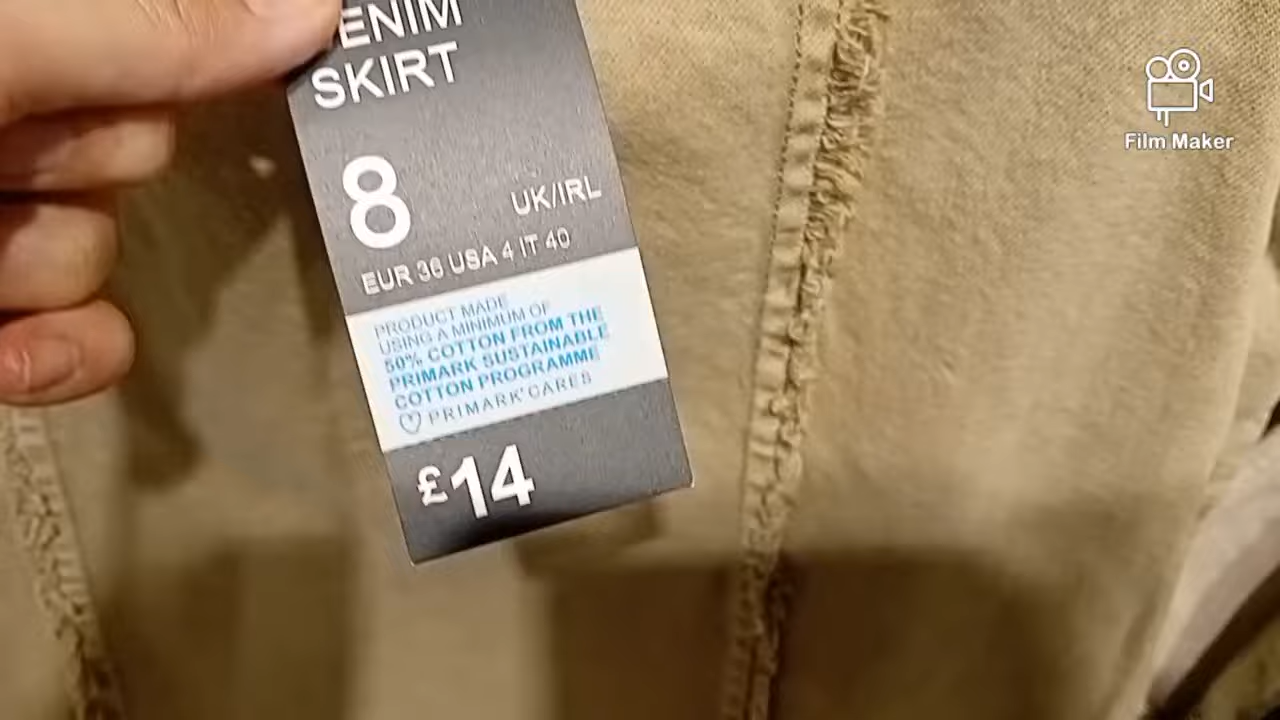 ENIM
SKIRT
8 UK/IRL
EUR 36 USA 4 IT 40
PRODUCT MADE
USING A MINIMUM OF
50% COTTON FROM THE
PRIMARK SUSTAINABLE
COTTON PROGRAMME
PRIMARK CARES
£14
Film Maker